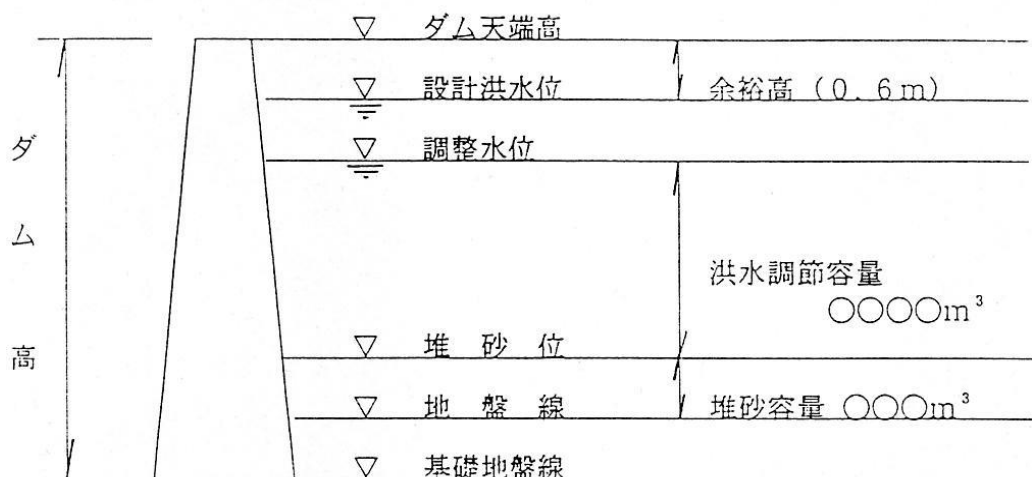 ダム天端高
設計洪水位
余裕高（０．６ｍ）
調整水位
ダム高
洪水調節容量
○○○○m³
堆砂位
地盤線
堆砂容量 ○○○m³
基礎地盤線